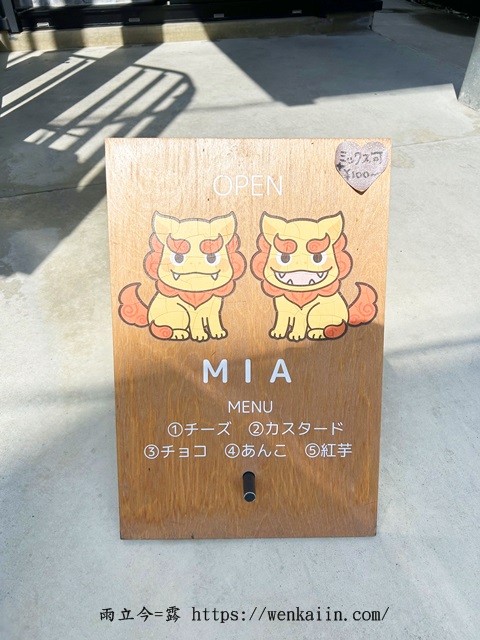 OPEN
ミックス可
+
¥100〜
MIA
MENU
①チーズ ②カスタード
③チョコ ④あんこ ⑤紅芋
雨立今=露 https://wenkaiin.com/